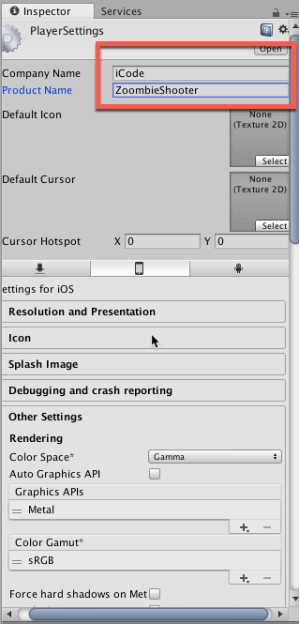 Inspector Services
PlayerSettings
Open
Company Name iCode
Product Name ZoombieShooter
Default Icon None
(Texture 2D)
Select
Default Cursor None
(Texture 2D)
Select
Cursor Hotspot X 0 Y 0
ettings for iOS
Resolution and Presentation
Icon
Splash Image
Debugging and crash reporting
Other Settings
Rendering
Color Space* Gamma
Auto Graphics API
Graphics APIs
= Metal
+ −
Color Gamut*
= sRGB
+ −
Force hard shadows on Met